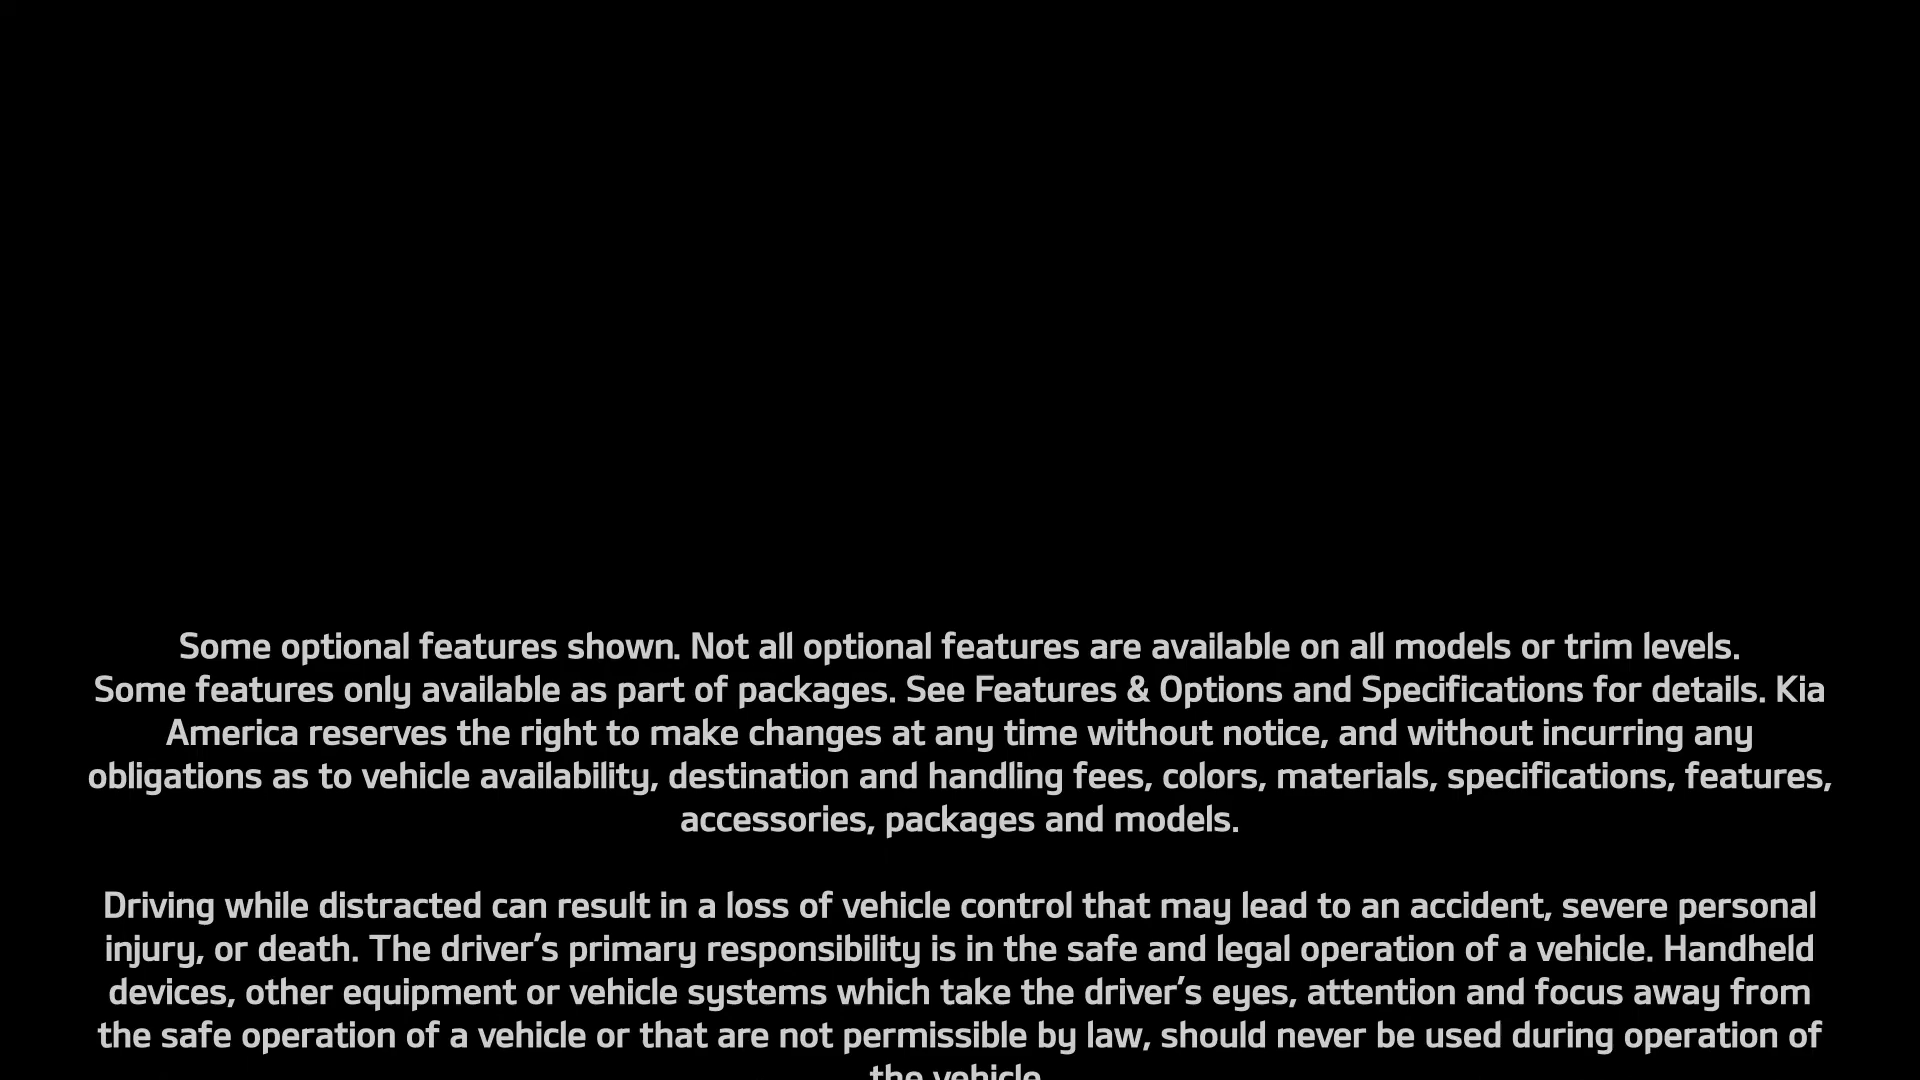 Some optional features shown. Not all optional features are available on all models or trim levels.
Some features only available as part of packages. See Features & Options and Specifications for details. Kia
America reserves the right to make changes at any time without notice, and without incurring any
obligations as to vehicle availability, destination and handling fees, colors, materials, specifications, features,
accessories, packages and models.
Driving while distracted can result in a loss of vehicle control that may lead to an accident, severe personal
injury, or death. The driver’s primary responsibility is in the safe and legal operation of a vehicle. Handheld
devices, other equipment or vehicle systems which take the driver’s eyes, attention and focus away from
the safe operation of a vehicle or that are not permissible by law, should never be used during operation of
the vehicle